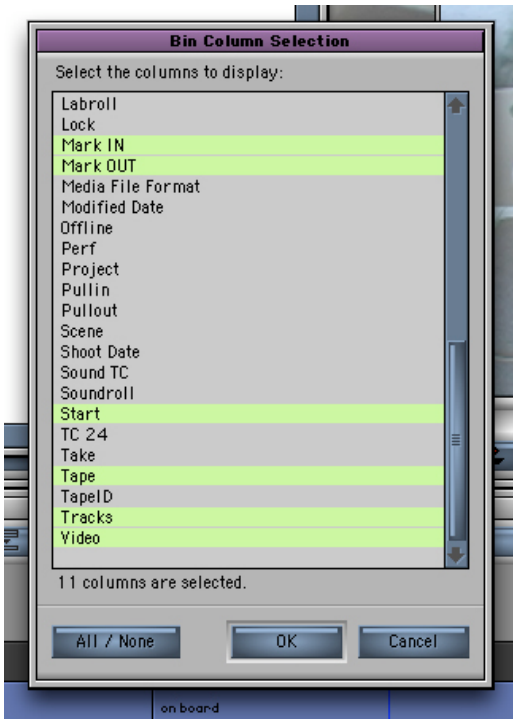 Bin Column Selection
Select the columns to display:
Labroll
Lock
Mark IN
Mark OUT
Media File Format
Modified Date
Offline
Perf
Project
Pullin
Pullout
Scene
Shoot Date
Sound TC
Soundroll
Start
TC 24
Take
Tape
TapeID
Tracks
Video
11 columns are selected.
All / None
OK
Cancel
on board